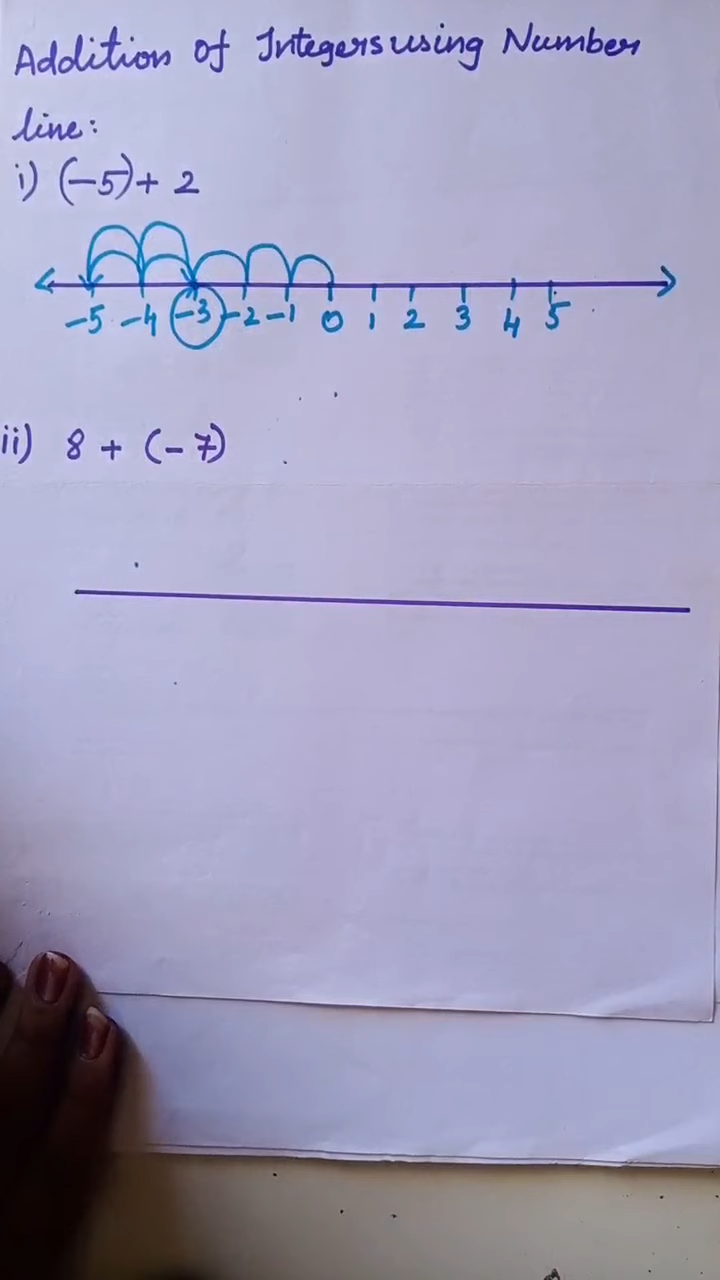 Addition of Integers using Number
line:
i) (-5) + 2
-5 -4 -3 -2 -1 0 1 2 3 4 5
ii) 8 + (-7)